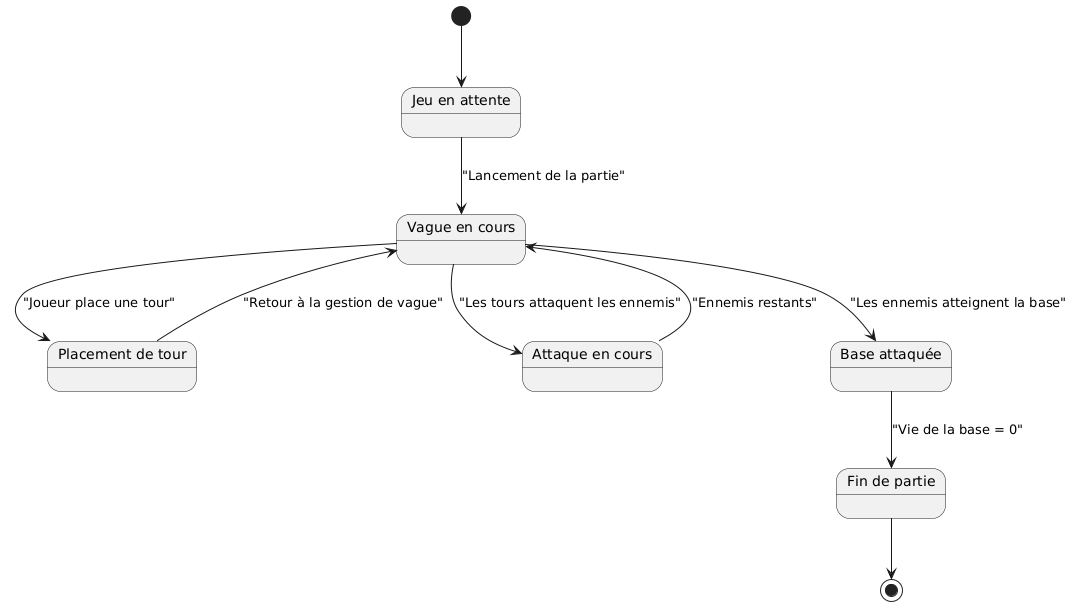 Jeu en attente
"Lancement de la partie"
Vague en cours
"Joueur place une tour"
"Retour à la gestion de vague"
"Les tours attaquent les ennemis"
"Ennemis restants"
"Les ennemis atteignent la base"
Placement de tour
Attaque en cours
Base attaquée
"Vie de la base = 0"
Fin de partie